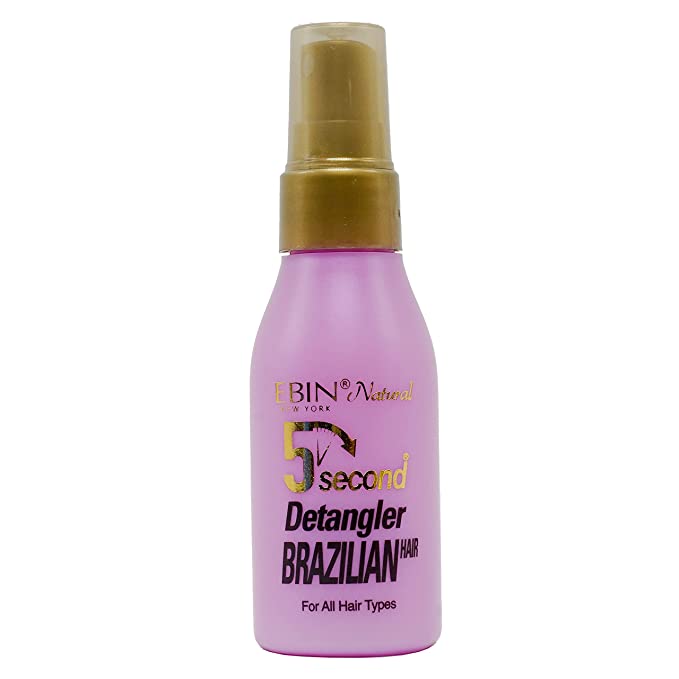 EBIN® Natural
NEW YORK
5 second
Detangler
BRAZILIAN HAIR
For All Hair Types